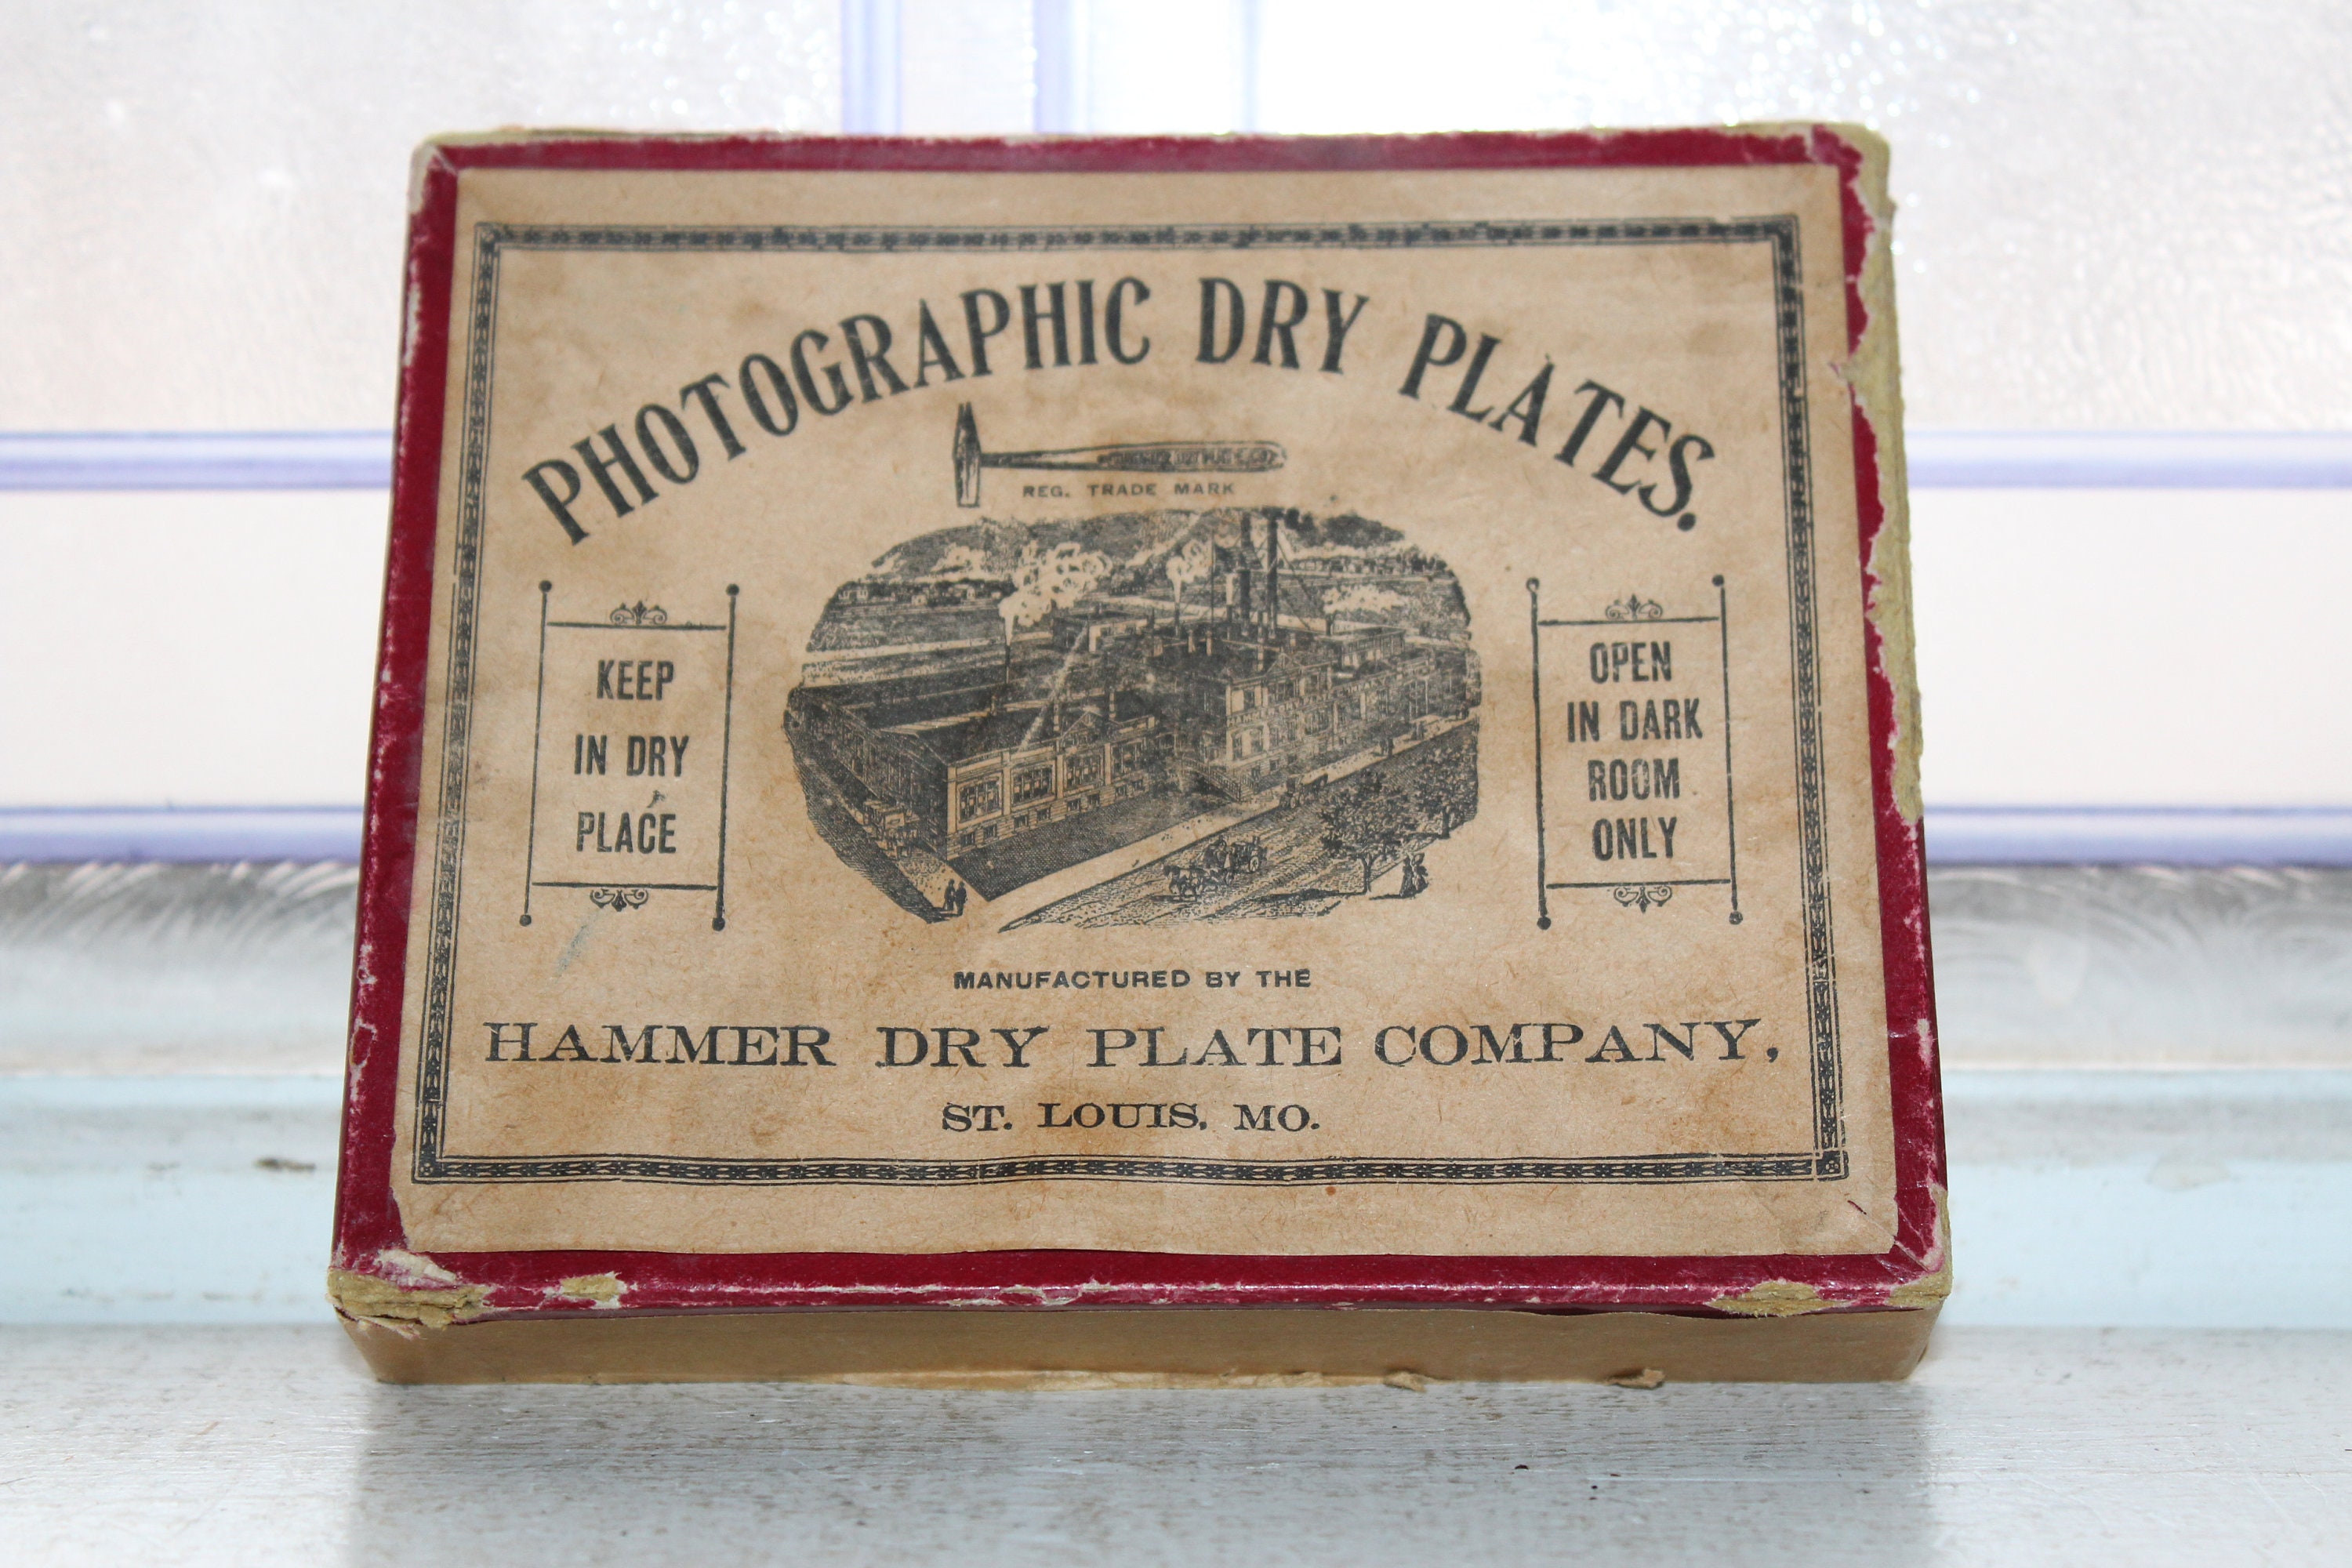 PHOTOGRAPHIC DRY PLATES.
REG. TRADE MARK
KEEP
IN DRY
PLACE
OPEN
IN DARK
ROOM
ONLY
MANUFACTURED BY THE
HAMMER DRY PLATE COMPANY,
ST. LOUIS, MO.